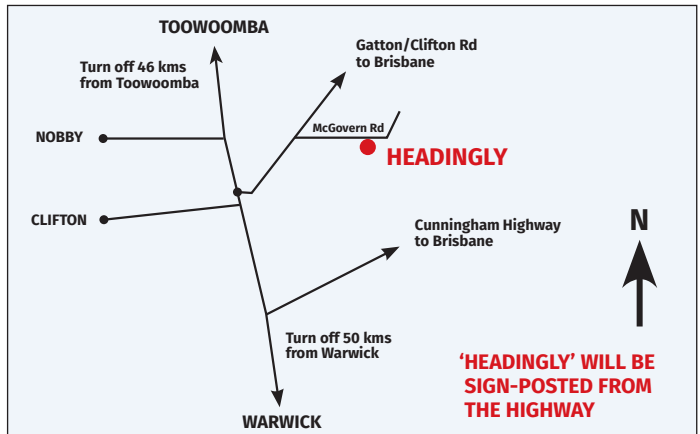 TOOWOOMBA
Turn off 46 kms
from Toowoomba
Gatton/Clifton Rd
to Brisbane
McGovern Rd
NOBBY
HEADINGLY
CLIFTON
Cunningham Highway
to Brisbane
N
Turn off 50 kms
from Warwick
'HEADINGLY' WILL BE
SIGN-POSTED FROM
THE HIGHWAY
WARWICK